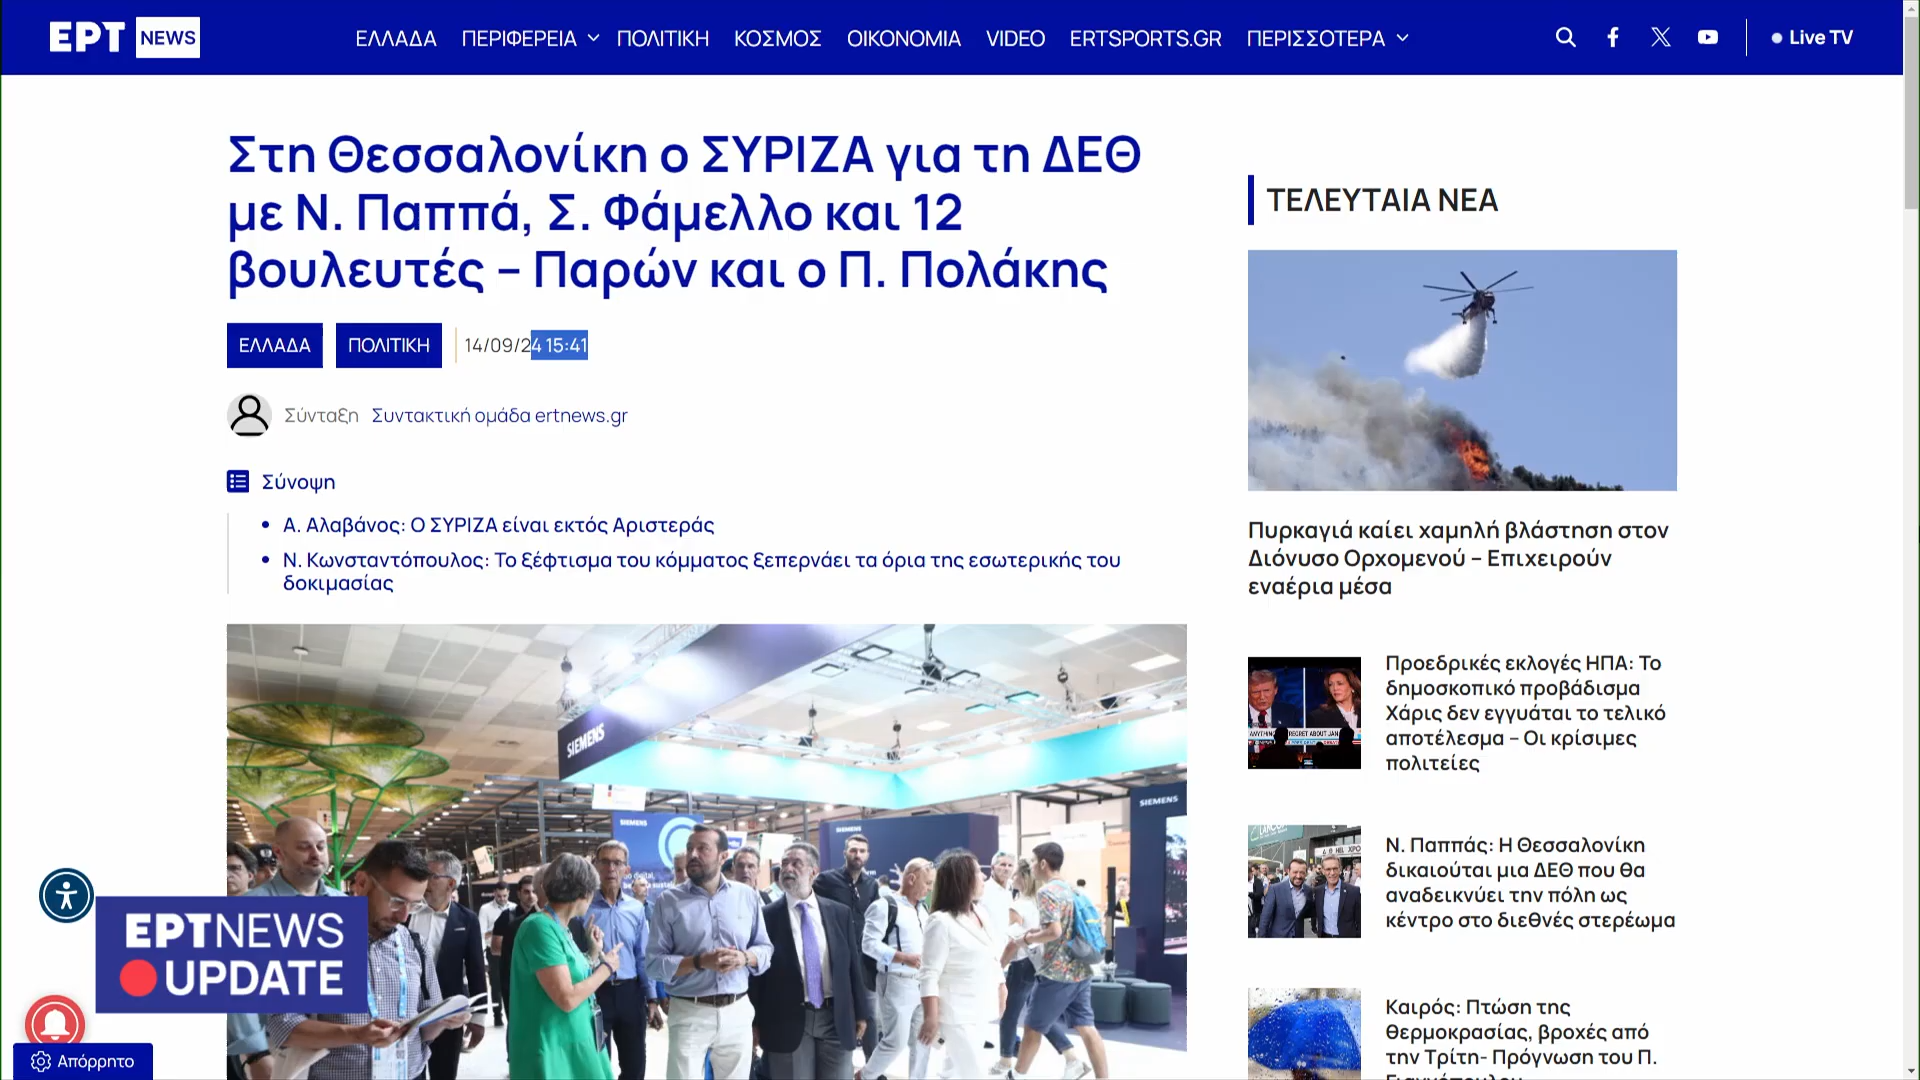 ΕΡΤ NEWS
ΕΛΛΑΔΑ ΠΕΡΙΦΕΡΕΙΑ ΠΟΛΙΤΙΚΗ ΚΟΣΜΟΣ ΟΙΚΟΝΟΜΙΑ VIDEO ERTSPORTS.GR ΠΕΡΙΣΣΟΤΕΡΑ
Live TV
Στη Θεσσαλονίκη ο ΣΥΡΙΖΑ για τη ΔΕΘ
με Ν. Παππά, Σ. Φάμελλο και 12
βουλευτές – Παρών και ο Π. Πολάκης
ΕΛΛΑΔΑ ΠΟΛΙΤΙΚΗ 14/09/24 15:41
Σύνταξη Συντακτική ομάδα ertnews.gr
Σύνοψη
Α. Αλαβάνος: Ο ΣΥΡΙΖΑ είναι εκτός Αριστεράς
Ν. Κωνσταντόπουλος: Το ξέφτισμα του κόμματος ξεπερνάει τα όρια της εσωτερικής του
δοκιμασίας
SIEMENS
SIEMENS
SIEMENS
SIEMENS
ΕΡΤNEWS
UPDATE
Απόρρητο
ΤΕΛΕΥΤΑΙΑ ΝΕΑ
Πυρκαγιά καίει χαμηλή βλάστηση στον
Διόνυσο Ορχομενού – Επιχειρούν
εναέρια μέσα
Προεδρικές εκλογές ΗΠΑ: Το
δημοσκοπικό προβάδισμα
Χάρις δεν εγγυάται το τελικό
αποτέλεσμα – Οι κρίσιμες
πολιτείες
Ν. Παππάς: Η Θεσσαλονίκη
δικαιούται μια ΔΕΘ που θα
αναδεικνύει την πόλη ως
κέντρο στο διεθνές στερέωμα
Καιρός: Πτώση της
θερμοκρασίας, βροχές από
την Τρίτη- Πρόγνωση του Π.